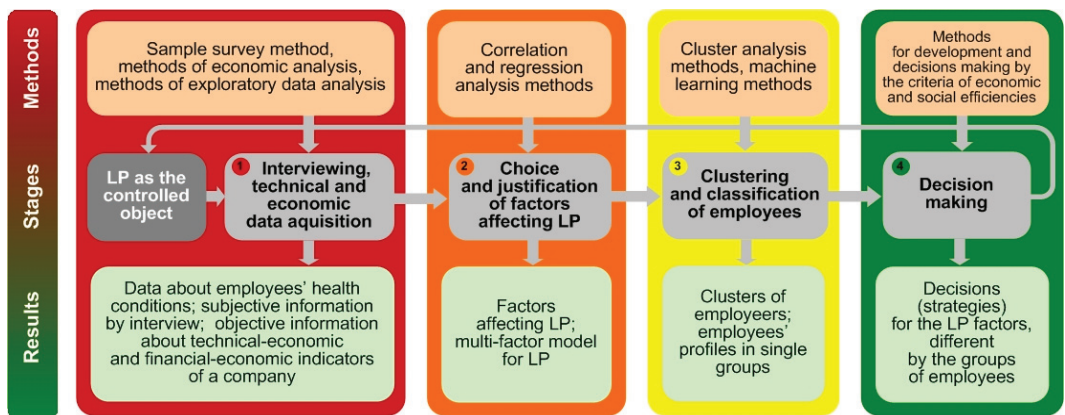 Methods
Sample survey method,
methods of economic analysis,
methods of exploratory data analysis
Correlation
and regression
analysis methods
Cluster analysis
methods, machine
learning methods
Methods
for development and
decisions making by
the criteria of economic
and social efficiencies
Stages
LP as the
controlled
object
1
Interviewing,
technical and
economic
data aquisition
2
Choice
and justification
of factors
affecting LP
3
Clustering
and classification
of employees
4
Decision
making
Results
Data about employees' health
conditions; subjective information
by interview; objective information
about technical-economic
and financial-economic indicators
of a company
Factors
affecting LP;
multi-factor model
for LP
Clusters of
employeers;
employees'
profiles in single
groups
Decisions
(strategies)
for the LP factors,
different
by the groups
of employees